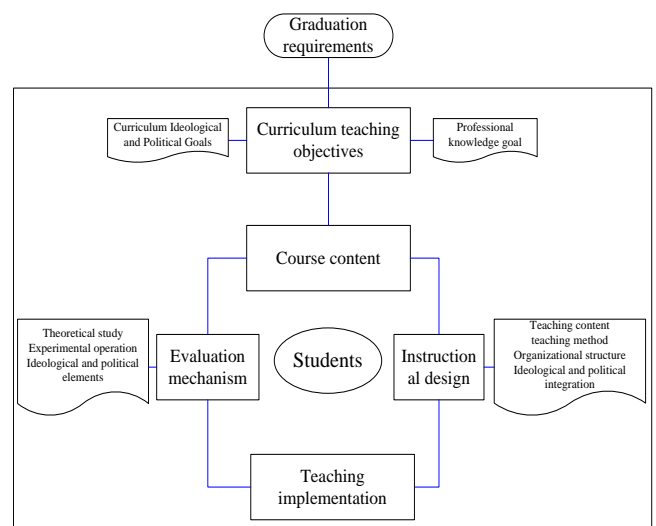 Graduation
requirements
Curriculum Ideological
and Political Goals
Curriculum teaching
objectives
Professional
knowledge goal
Course content
Theoretical study
Experimental operation
Ideological and political
elements
Evaluation
mechanism
Students
Instruction
al design
Teaching content
teaching method
Organizational structure
Ideological and political
integration
Teaching
implementation